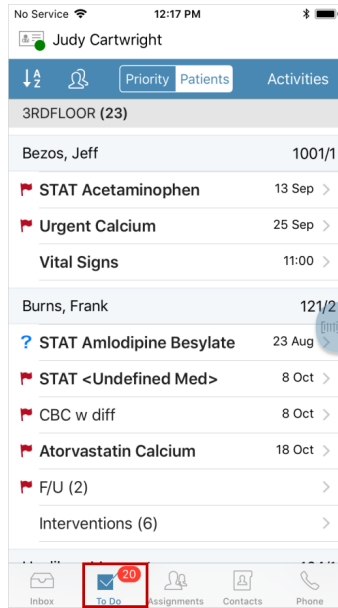 No Service 12:17 PM
Judy Cartwright
A Z Priority Patients Activities
3RDFLOOR (23)
Bezos, Jeff 1001/1
STAT Acetaminophen 13 Sep
Urgent Calcium 25 Sep
Vital Signs 11:00
Burns, Frank 121/2
? STAT Amlodipine Besylate 23 Aug
STAT <Undefined Med> 8 Oct
CBC w diff 8 Oct
Atorvastatin Calcium 18 Oct
F/U (2)
Interventions (6)
20
Inbox To Do Assignments Contacts Phone